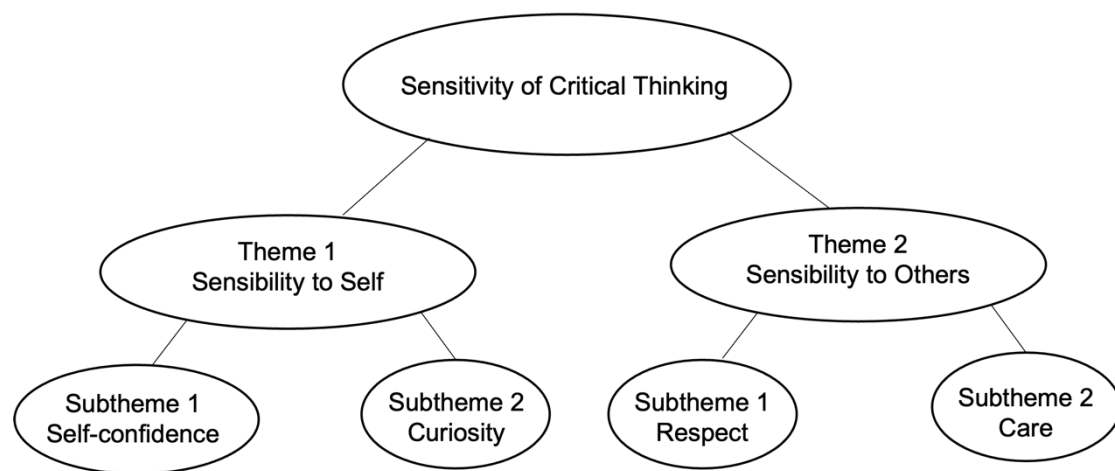 Sensitivity of Critical Thinking
Theme 1
Sensibility to Self
Theme 2
Sensibility to Others
Subtheme 1
Self-confidence
Subtheme 2
Curiosity
Subtheme 1
Respect
Subtheme 2
Care